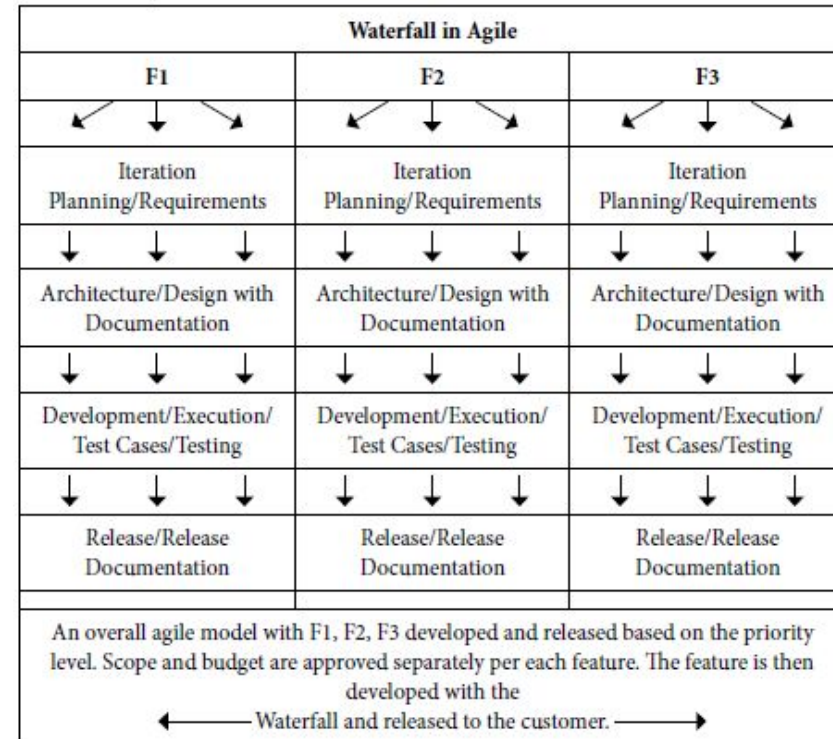 Waterfall in Agile
F1 F2 F3
Iteration Planning/Requirements Iteration Planning/Requirements Iteration Planning/Requirements
Architecture/Design with Documentation Architecture/Design with Documentation Architecture/Design with Documentation
Development/Execution/ Test Cases/Testing Development/Execution/ Test Cases/Testing Development/Execution/ Test Cases/Testing
Release/Release Documentation Release/Release Documentation Release/Release Documentation
An overall agile model with F1, F2, F3 developed and released based on the priority
level. Scope and budget are approved separately per each feature. The feature is then
developed with the
Waterfall and released to the customer.